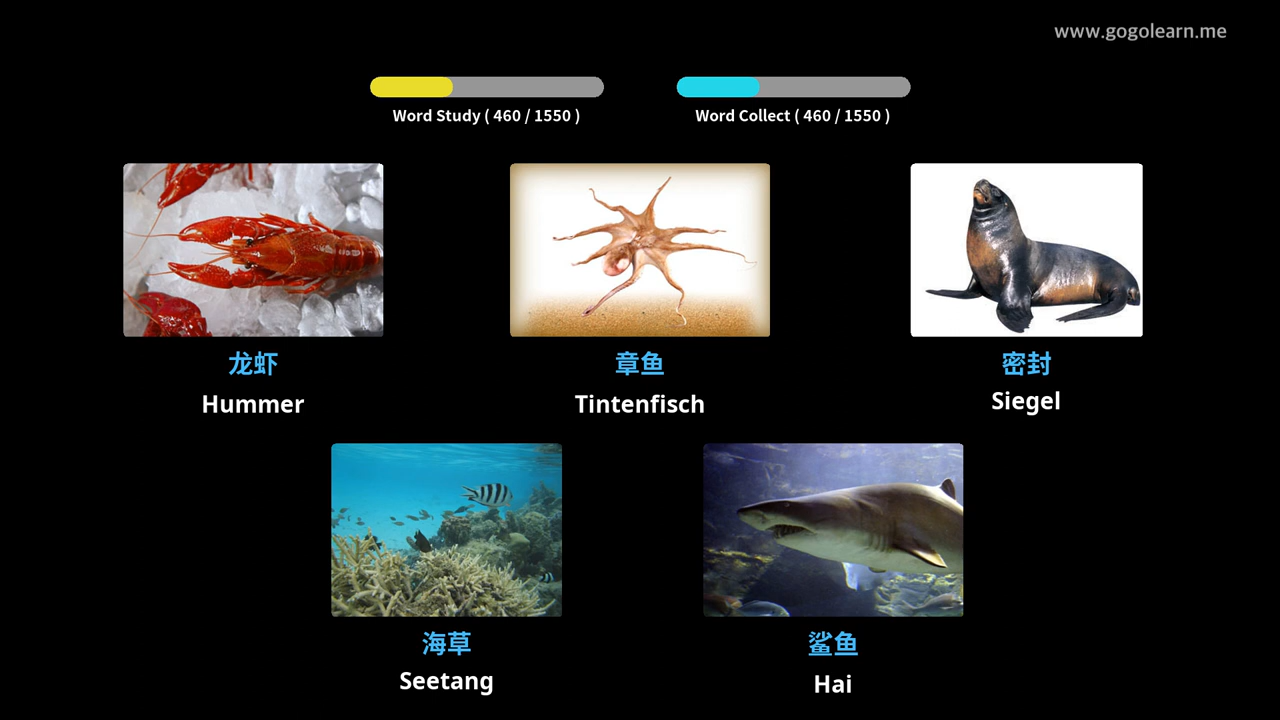 www.gogolearn.me
Word Study ( 460 / 1550 )
Word Collect ( 460 / 1550 )
龙虾
章鱼
密封
Hummer
Tintenfisch
Siegel
海草
鲨鱼
Seetang
Hai